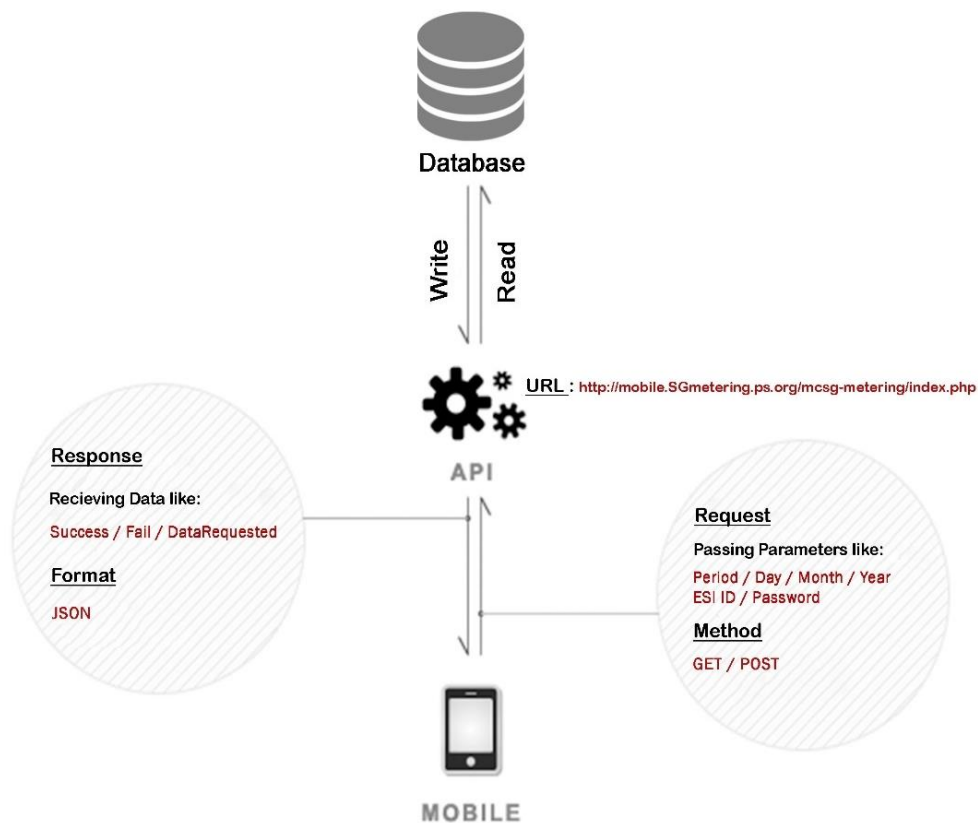 Database
Write
Read
URL : http://mobile.SGmetering.ps.org/mcsg-metering/index.php
API
Response
Recieving Data like:
Success / Fail / DataRequested
Format
JSON
Request
Passing Parameters like:
Period / Day / Month / Year
ESI ID / Password
Method
GET / POST
MOBILE